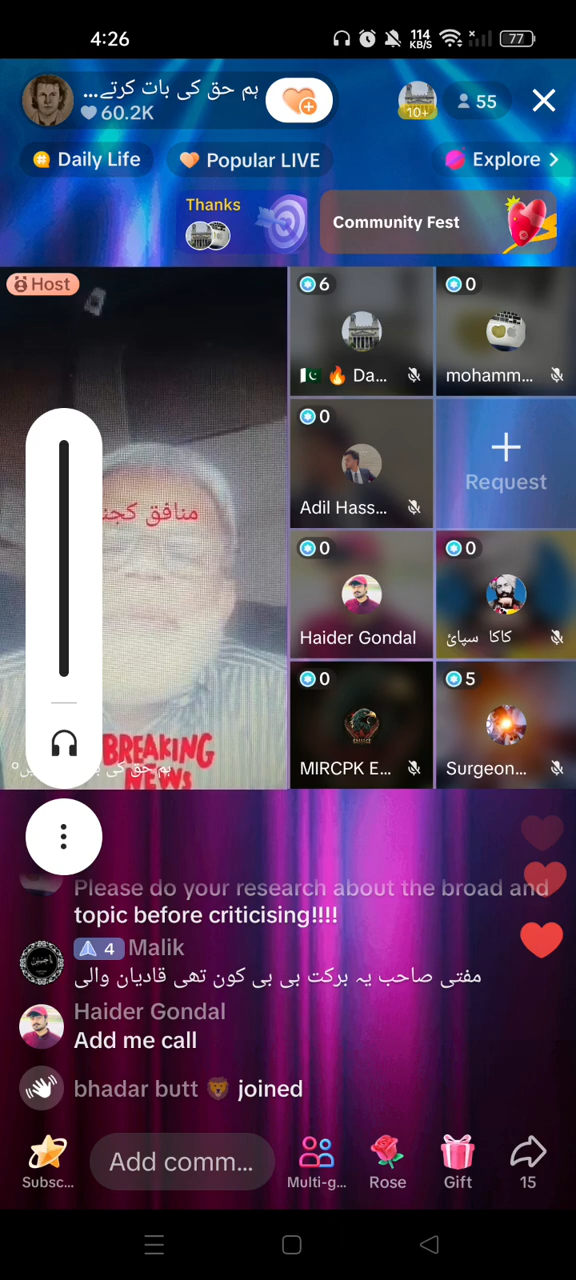 4:26
114
KB/S
77
ہم حق کی بات کرتے...
60.2K
10+
55
Daily Life
Popular LIVE
Explore
Thanks
Community Fest
Host
6
Da...
0
mohamm...
منافق
0
Adil Hass...
Request
0
Haider Gondal
0
کاکا سپائ
0
MIRCPK E...
5
Surgeon...
BREAKING
NEWS
ہم حق کی
Please do your research about the broad and
topic before criticising!!!!
4 Malik
مفتی صاحب یہ برکت بی بی کون تھی قادیان والی
Haider Gondal
Add me call
bhadar butt joined
Subsc...
Add comm...
Multi-g...
Rose
Gift
15